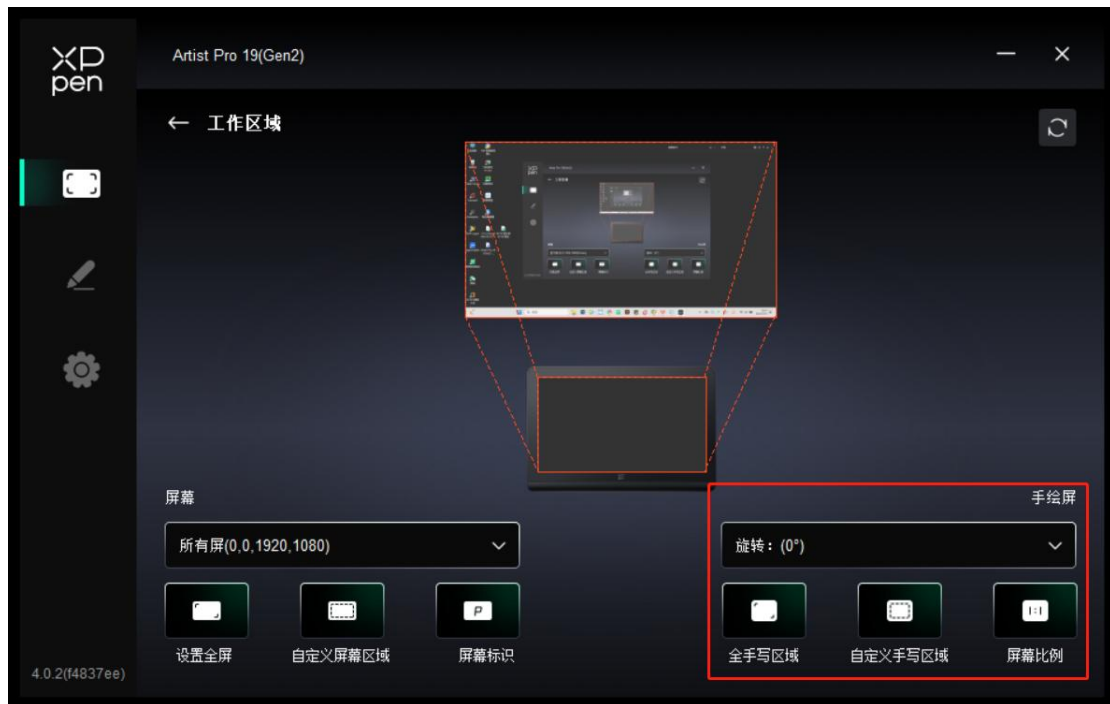 XP
pen
Artist Pro 19(Gen2)
工作区域
屏幕
手绘屏
所有屏(0,0,1920,1080)
旋转：(0°)
P
1:1
设置全屏
自定义屏幕区域
屏幕标识
全手写区域
自定义手写区域
屏幕比例
4.0.2(f4837ee)